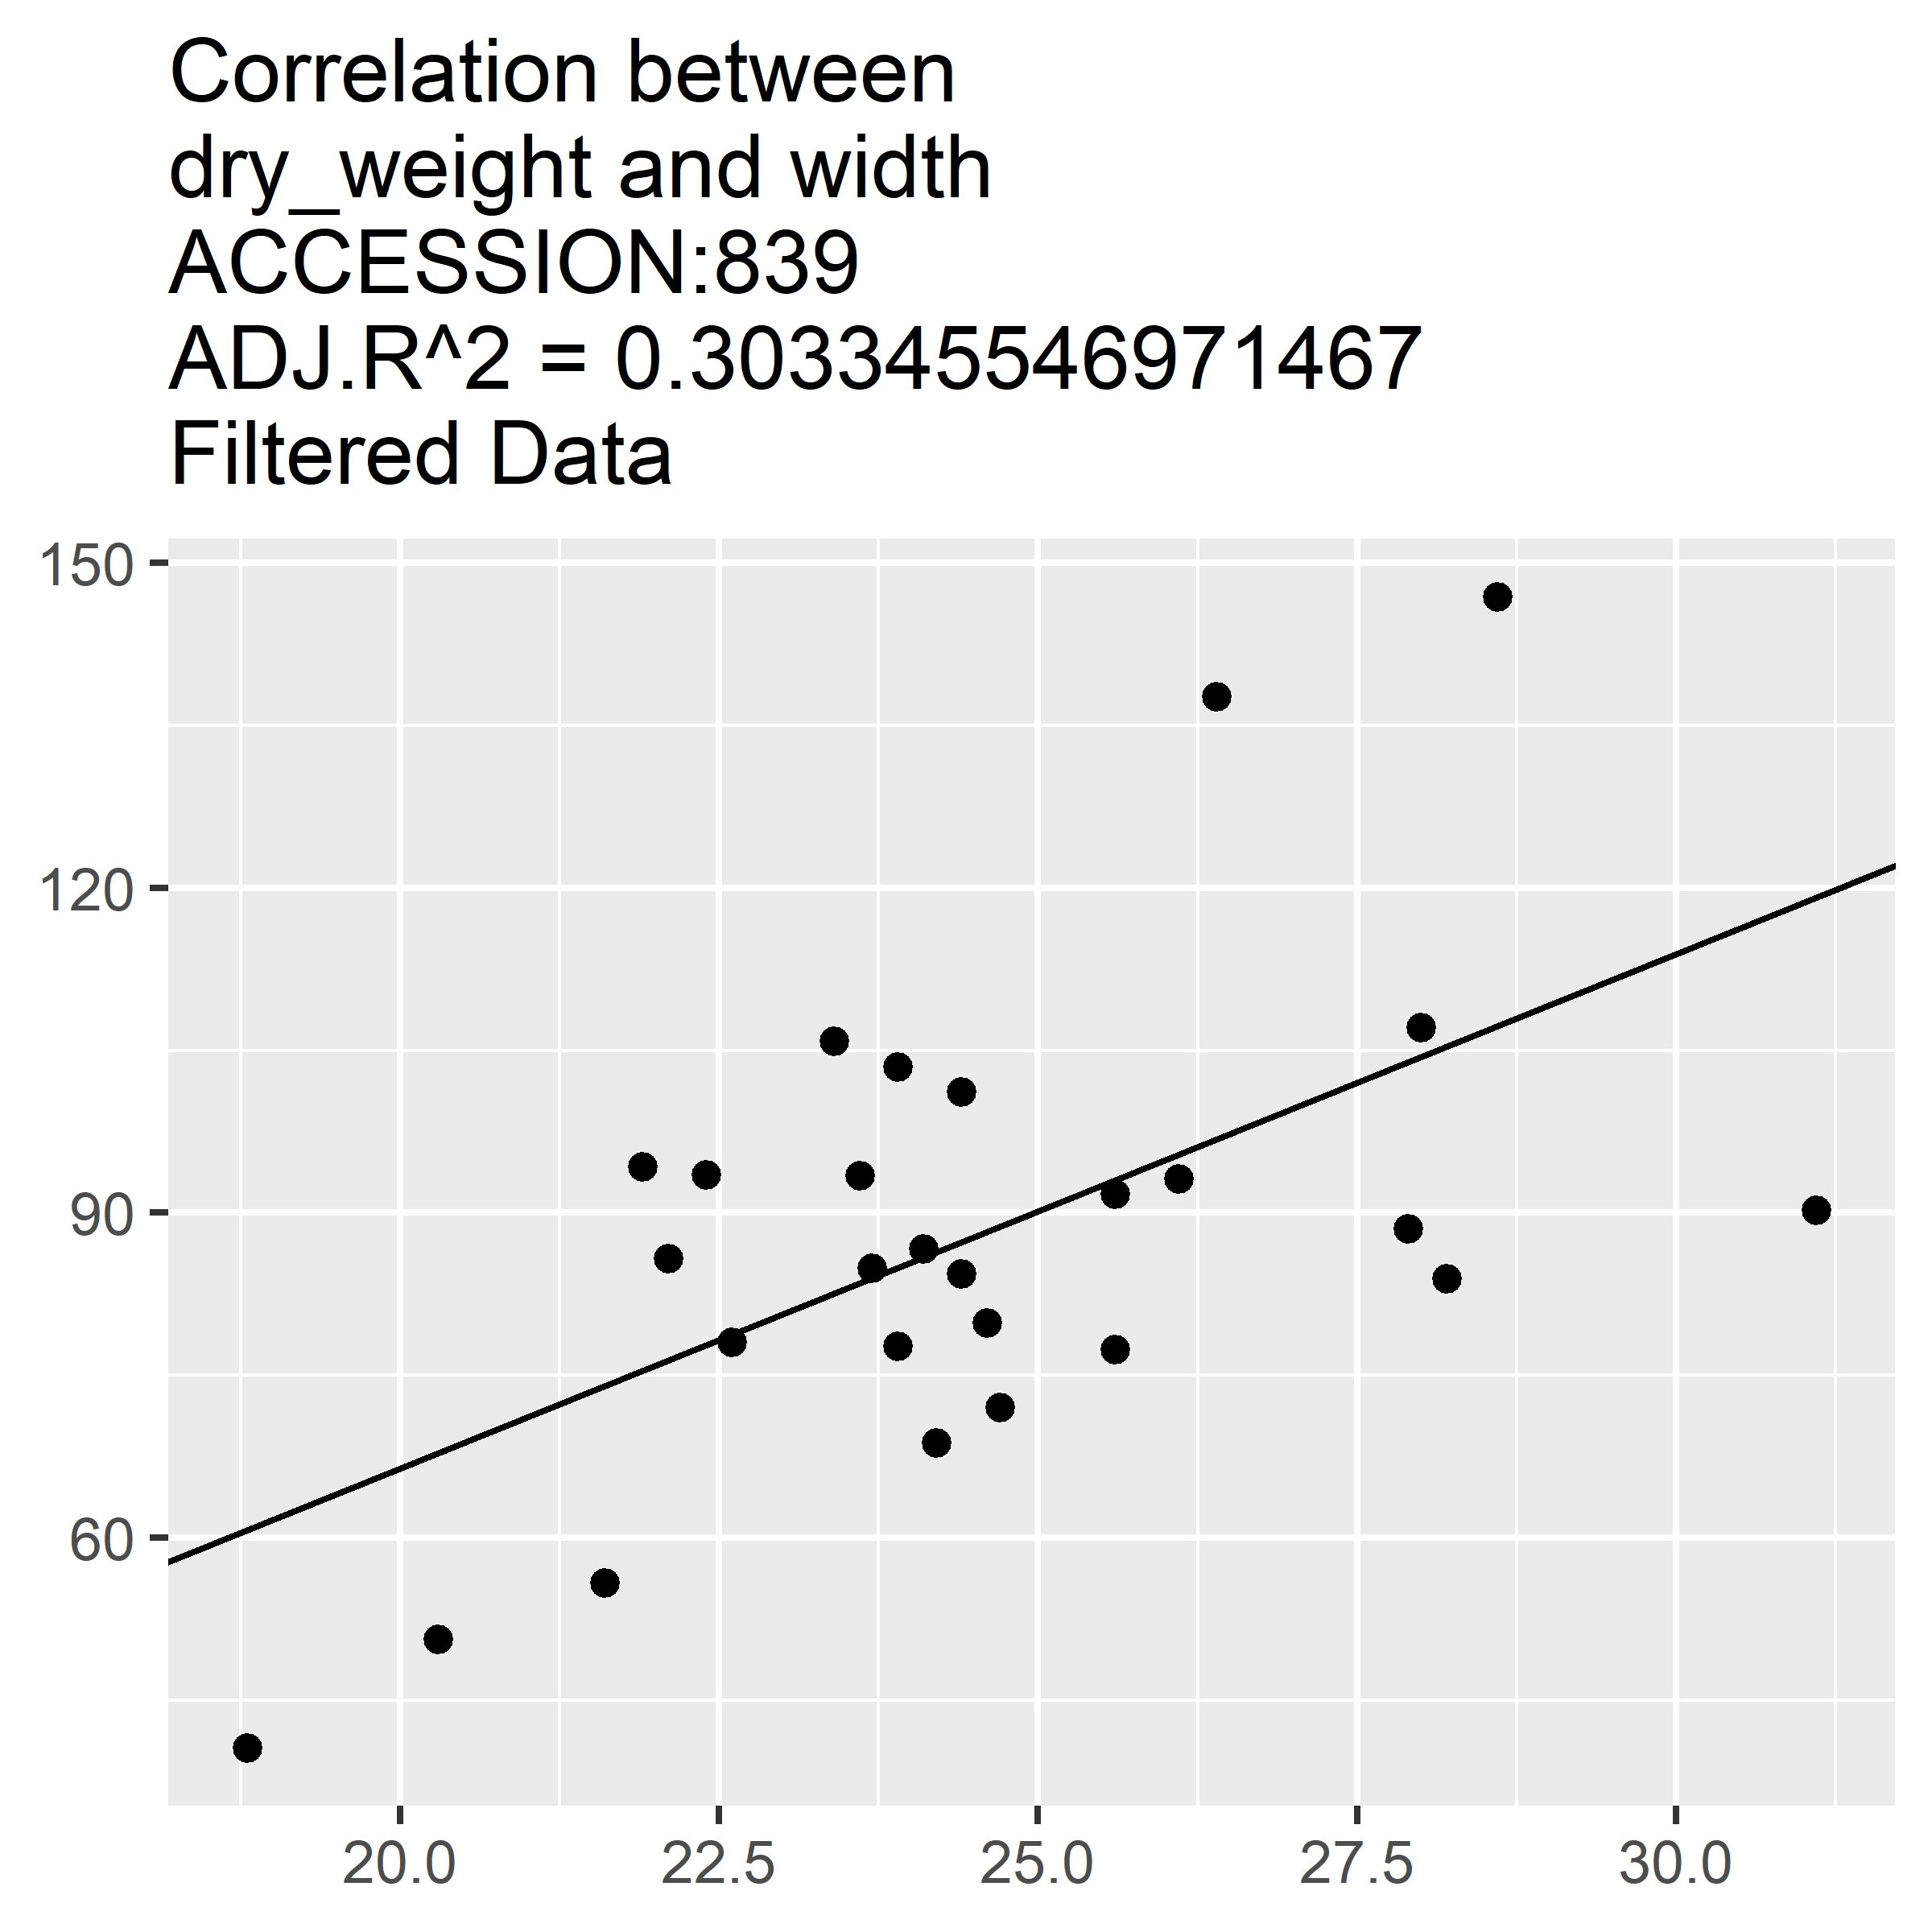 Correlation between
dry_weight and width
ACCESSION:839
ADJ.R^2 = 0.303345546971467
Filtered Data
150
120
90
60
20.0 22.5 25.0 27.5 30.0